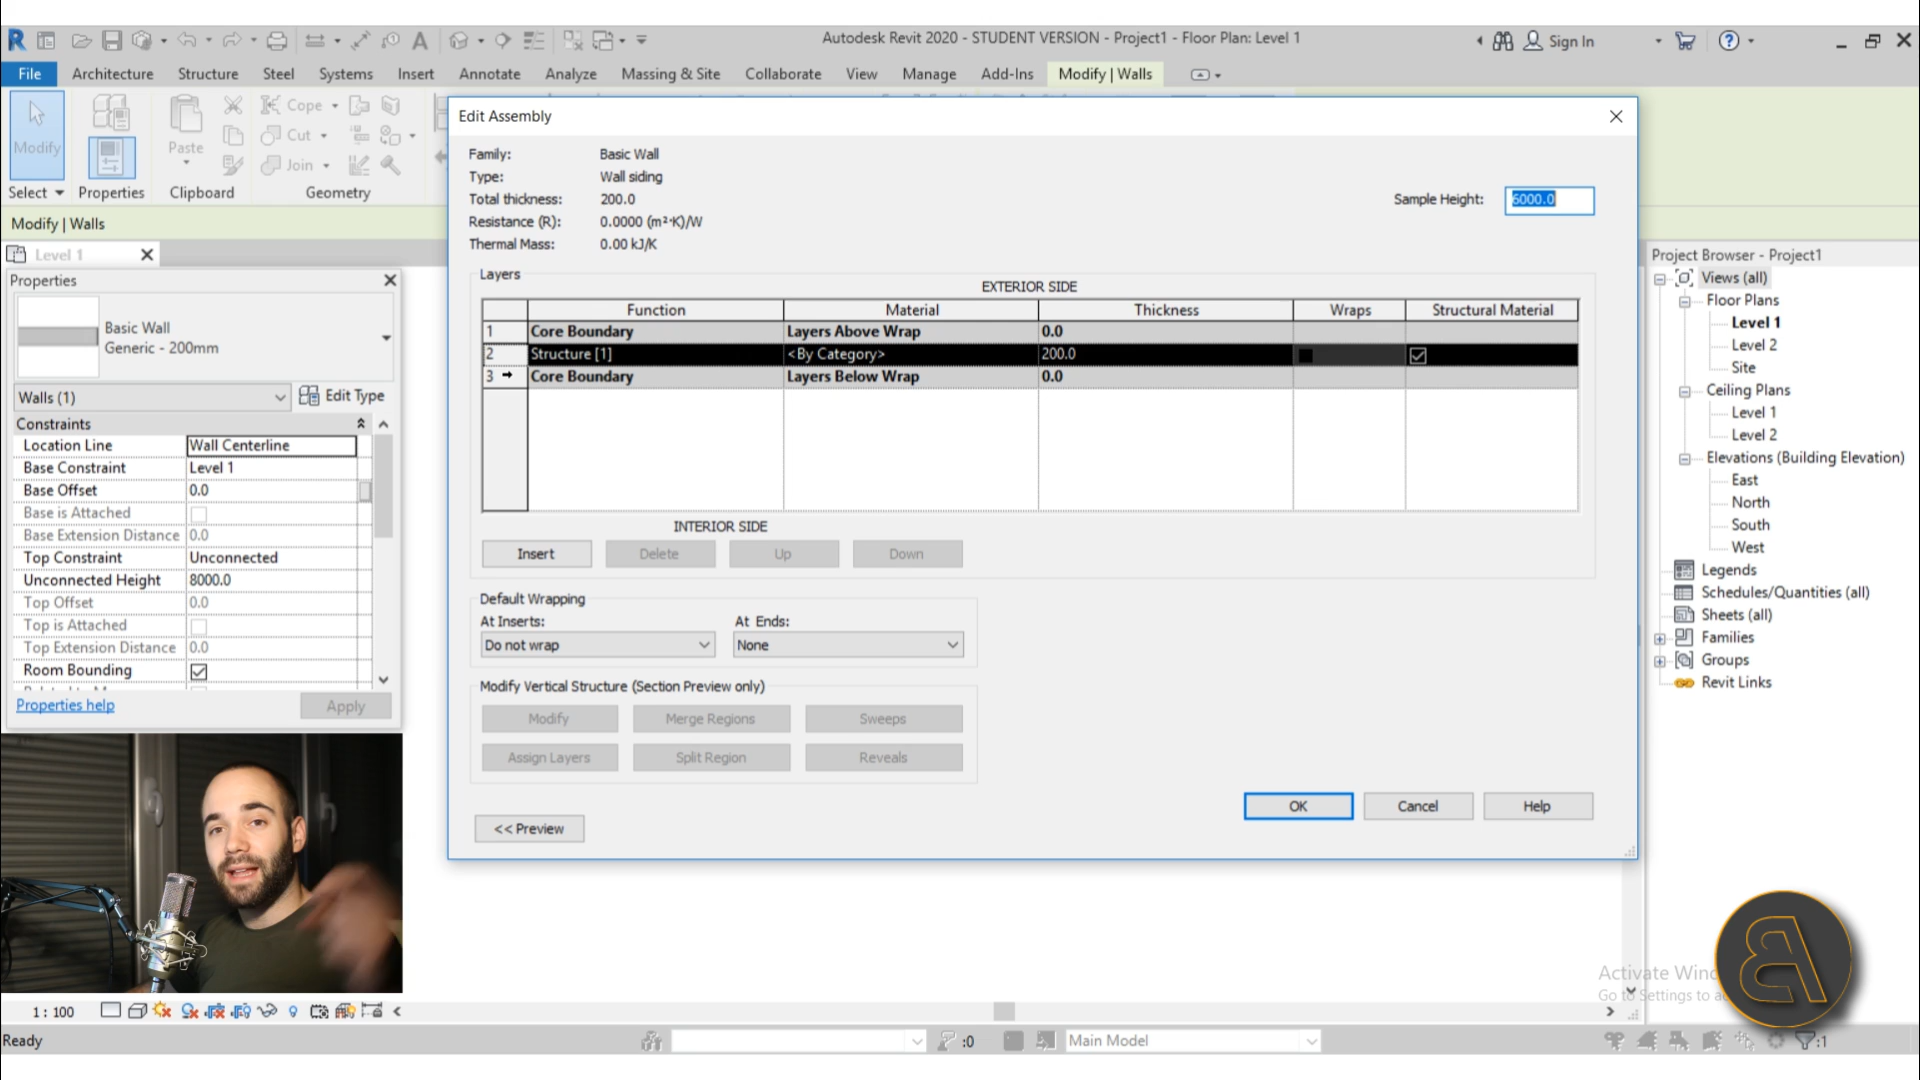 Autodesk Revit 2020 - STUDENT VERSION - Project1 - Floor Plan: Level 1
Sign In
File Architecture Structure Steel Systems Insert Annotate Analyze Massing & Site Collaborate View Manage Add-Ins Modify | Walls
Modify
Paste
Cope
Cut
Join
Select Properties Clipboard Geometry
Modify | Walls
Level 1
Properties
Basic Wall
Generic - 200mm
Walls (1) Edit Type
Constraints
Location Line Wall Centerline
Base Constraint Level 1
Base Offset 0.0
Base is Attached
Base Extension Distance 0.0
Top Constraint Unconnected
Unconnected Height 8000.0
Top Offset 0.0
Top is Attached
Top Extension Distance 0.0
Room Bounding
Properties help Apply
Edit Assembly
Family: Basic Wall
Type: Wall siding
Total thickness: 200.0
Resistance (R): 0.0000 (m²·K)/W
Thermal Mass: 0.00 kJ/K
Sample Height: 6000.0
Layers
EXTERIOR SIDE
Function Material Thickness Wraps Structural Material
1 Core Boundary Layers Above Wrap 0.0
2 Structure [1] <By Category> 200.0
3 Core Boundary Layers Below Wrap 0.0
INTERIOR SIDE
Insert Delete Up Down
Default Wrapping
At Inserts: At Ends:
Do not wrap None
Modify Vertical Structure (Section Preview only)
Modify Merge Regions Sweeps
Assign Layers Split Region Reveals
OK Cancel Help
<< Preview
Project Browser - Project1
Views (all)
Floor Plans
Level 1
Level 2
Site
Ceiling Plans
Level 1
Level 2
Elevations (Building Elevation)
East
North
South
West
Legends
Schedules/Quantities (all)
Sheets (all)
Families
Groups
Revit Links
Activate Wind
Go to Settings to a
1 : 100
Ready
:0
Main Model
:1